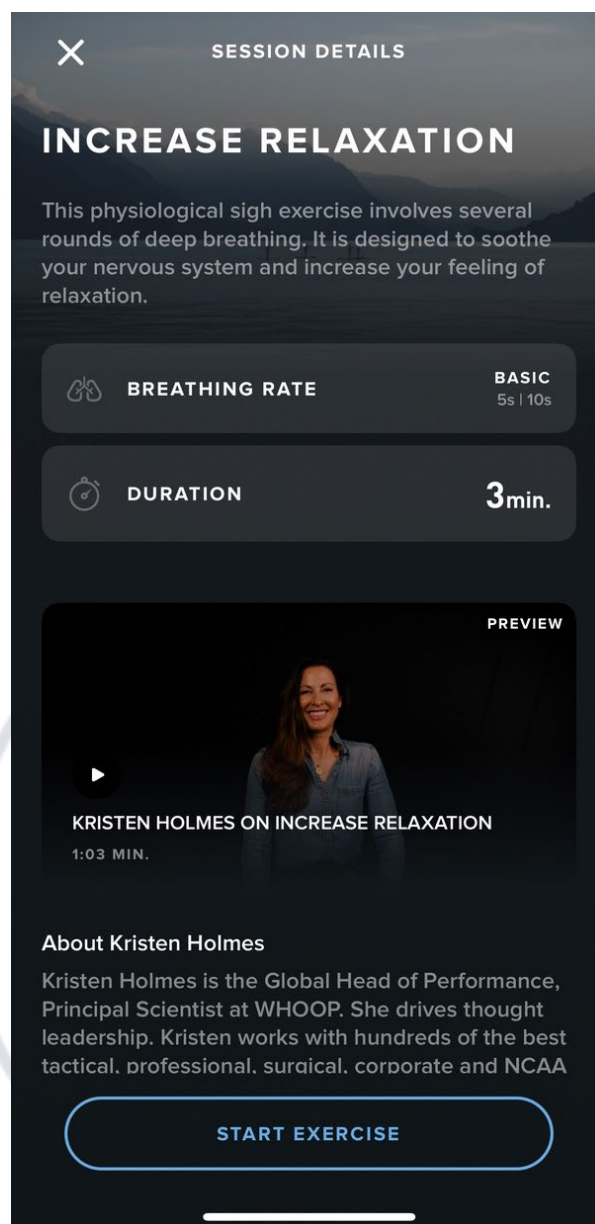 SESSION DETAILS
INCREASE RELAXATION
This physiological sigh exercise involves several
rounds of deep breathing. It is designed to soothe
your nervous system and increase your feeling of
relaxation.
BREATHING RATE
BASIC
5s | 10s
DURATION
3min.
PREVIEW
KRISTEN HOLMES ON INCREASE RELAXATION
1:03 MIN.
About Kristen Holmes
Kristen Holmes is the Global Head of Performance,
Principal Scientist at WHOOP. She drives thought
leadership. Kristen works with hundreds of the best
tactical, professional, surgical, corporate and NCAA
START EXERCISE